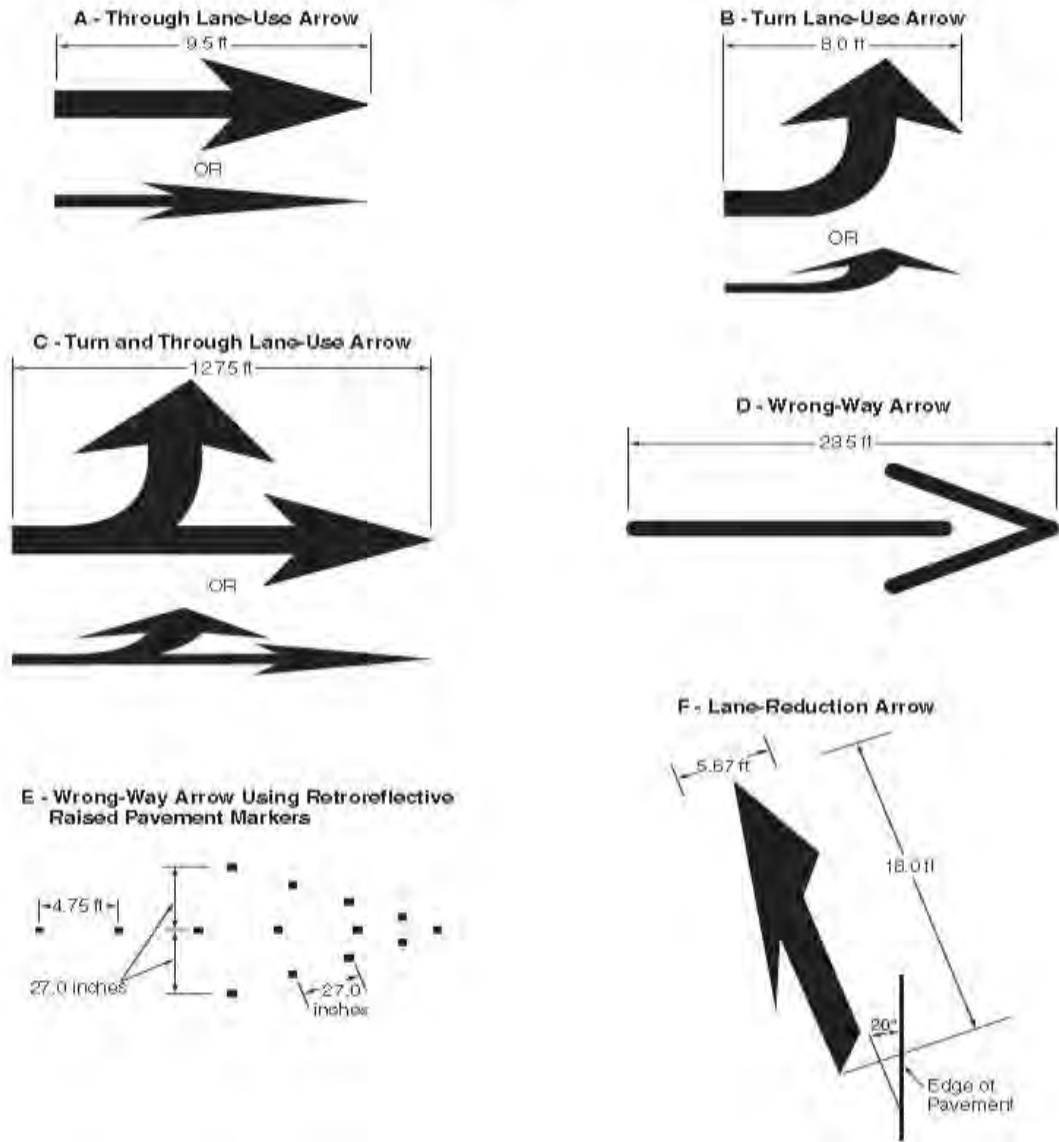 A - Through Lane-Use Arrow
9.5 ft
OR
B - Turn Lane-Use Arrow
8.0 ft
OR
C - Turn and Through Lane-Use Arrow
12.75 ft
OR
D - Wrong-Way Arrow
23.5 ft
E - Wrong-Way Arrow Using Retroreflective
Raised Pavement Markers
4.75 ft
27.0 inches
27.0
inches
F - Lane-Reduction Arrow
5.67 ft
18.0 ft
20°
Edge of
Pavement